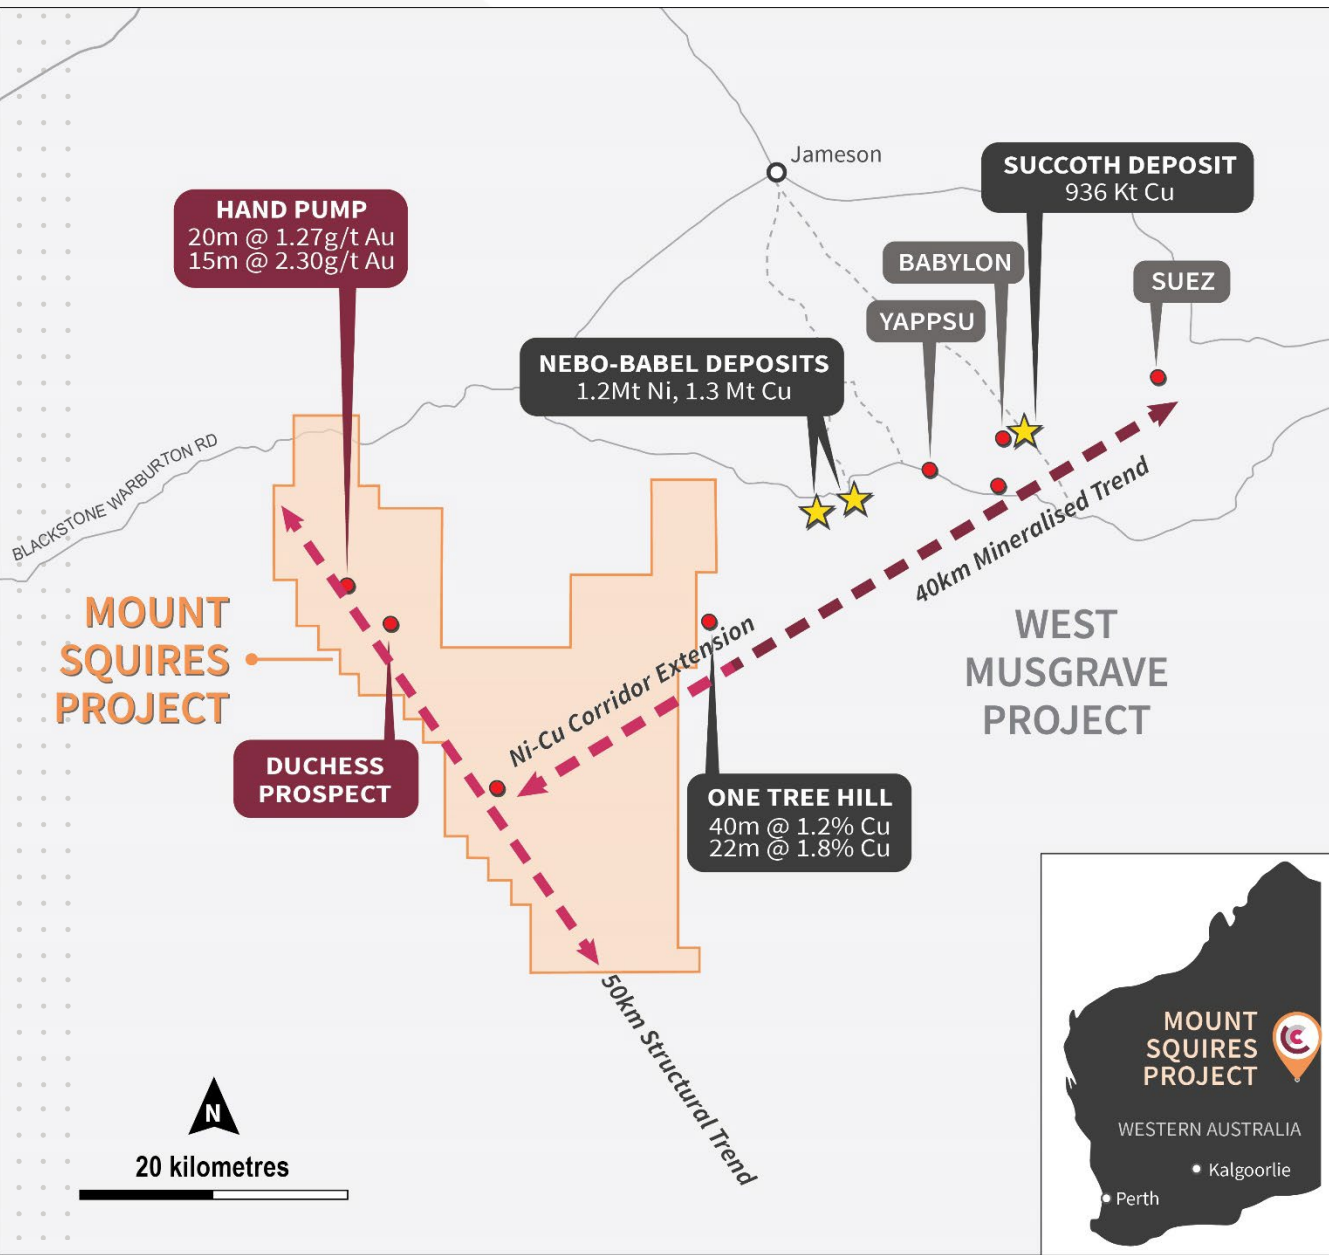 Jameson
SUCCOTH DEPOSIT
936 Kt Cu
HAND PUMP
20m @ 1.27g/t Au
15m @ 2.30g/t Au
BABYLON
SUEZ
YAPPSU
NEBO-BABEL DEPOSITS
1.2Mt Ni, 1.3 Mt Cu
BLACKSTONE WARBURTON RD
40km Mineralised Trend
MOUNT
SQUIRES
PROJECT
WEST
MUSGRAVE
PROJECT
Ni-Cu Corridor Extension
DUCHESS
PROSPECT
ONE TREE HILL
40m @ 1.2% Cu
22m @ 1.8% Cu
50km Structural Trend
N
20 kilometres
MOUNT
SQUIRES
PROJECT
WESTERN AUSTRALIA
Kalgoorlie
Perth